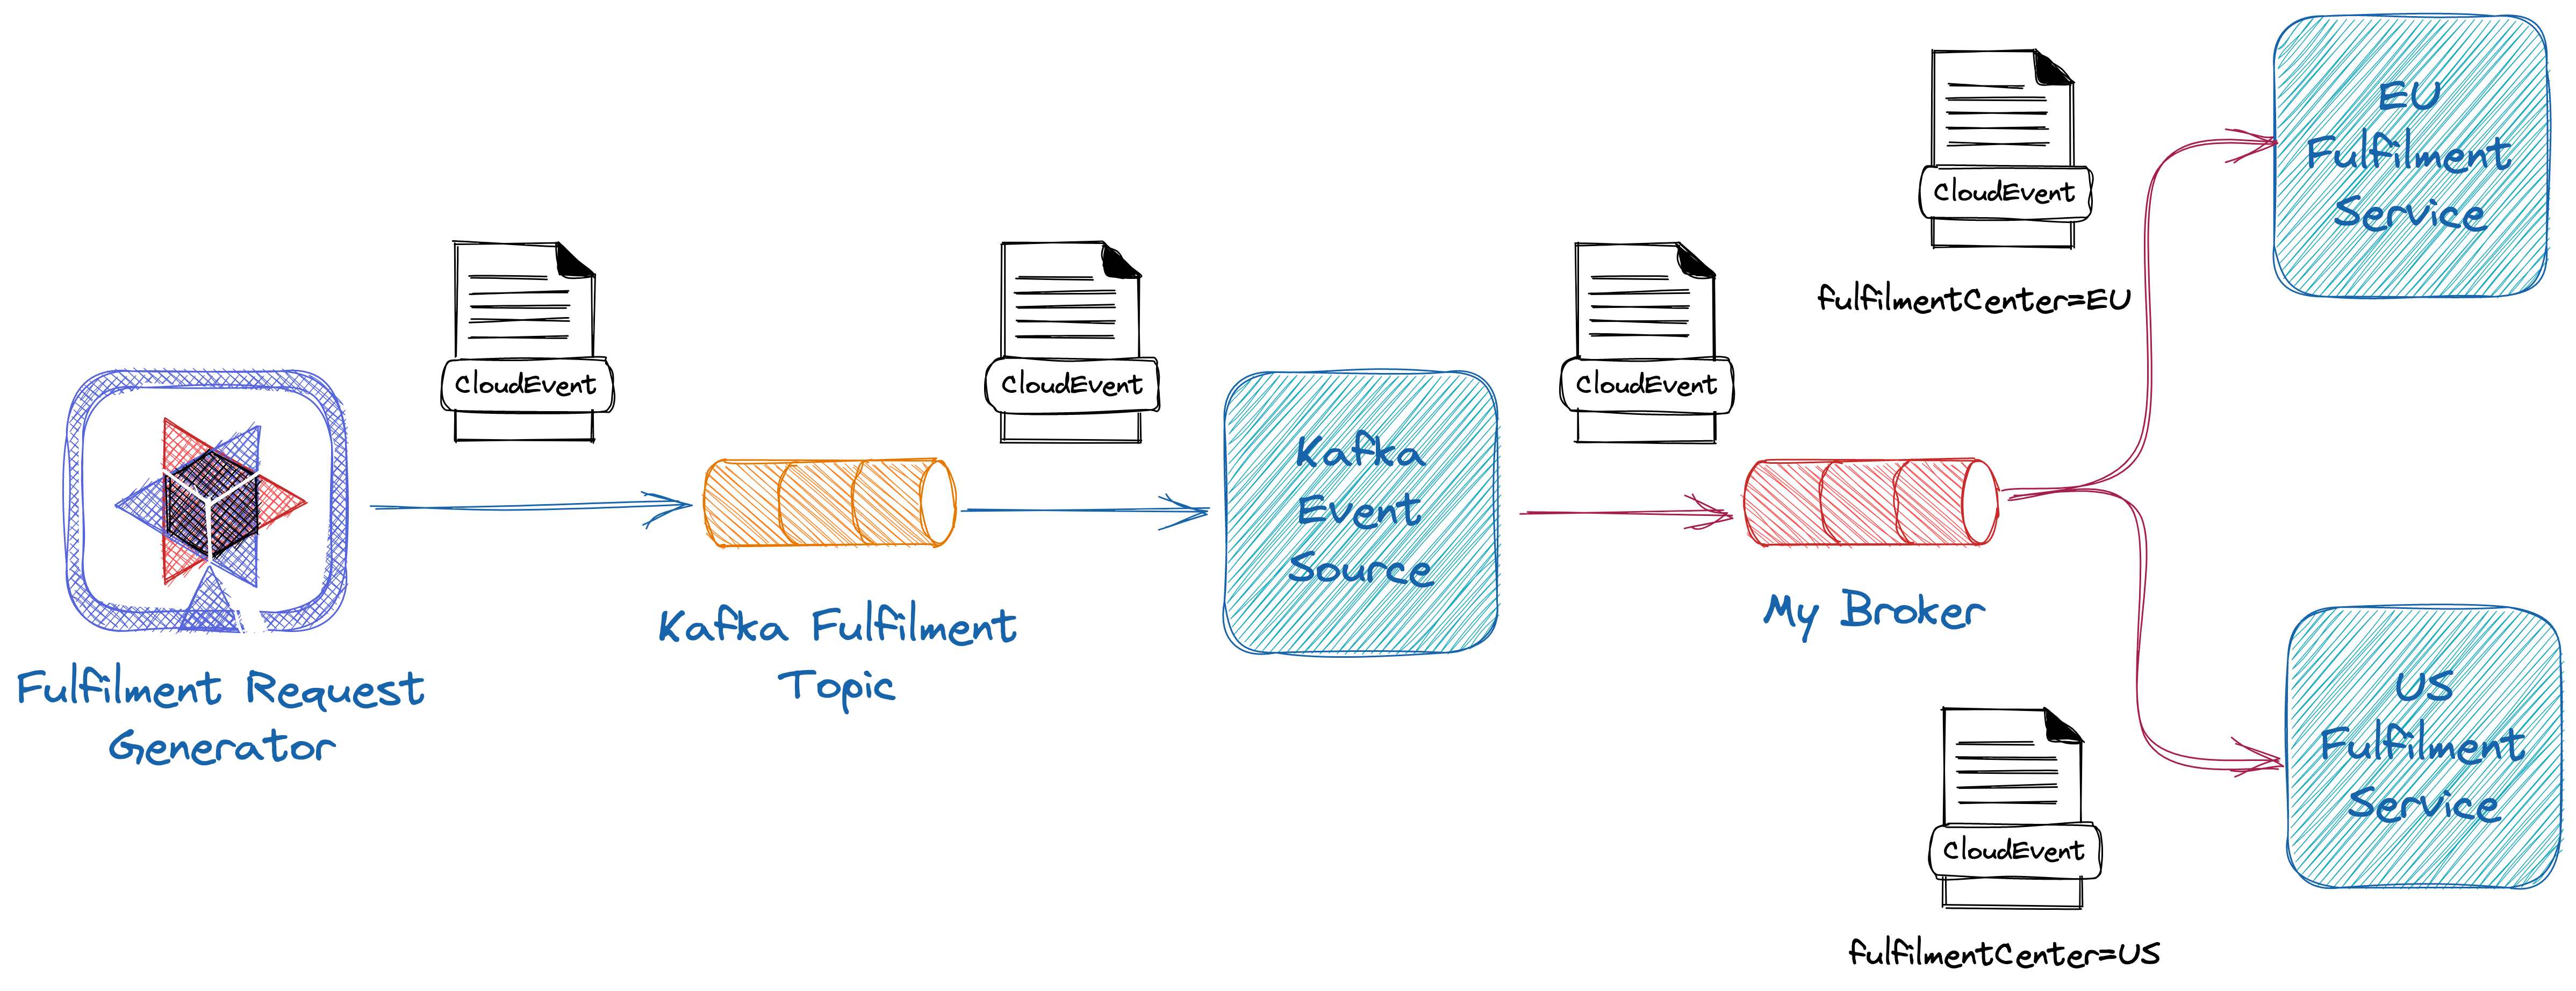 CloudEvent
Fulfilment Request
Generator
Kafka Fulfilment
Topic
CloudEvent
Kafka
Event
Source
CloudEvent
My Broker
CloudEvent
fulfilmentCenter=EU
EU
Fulfilment
Service
CloudEvent
fulfilmentCenter=US
US
Fulfilment
Service